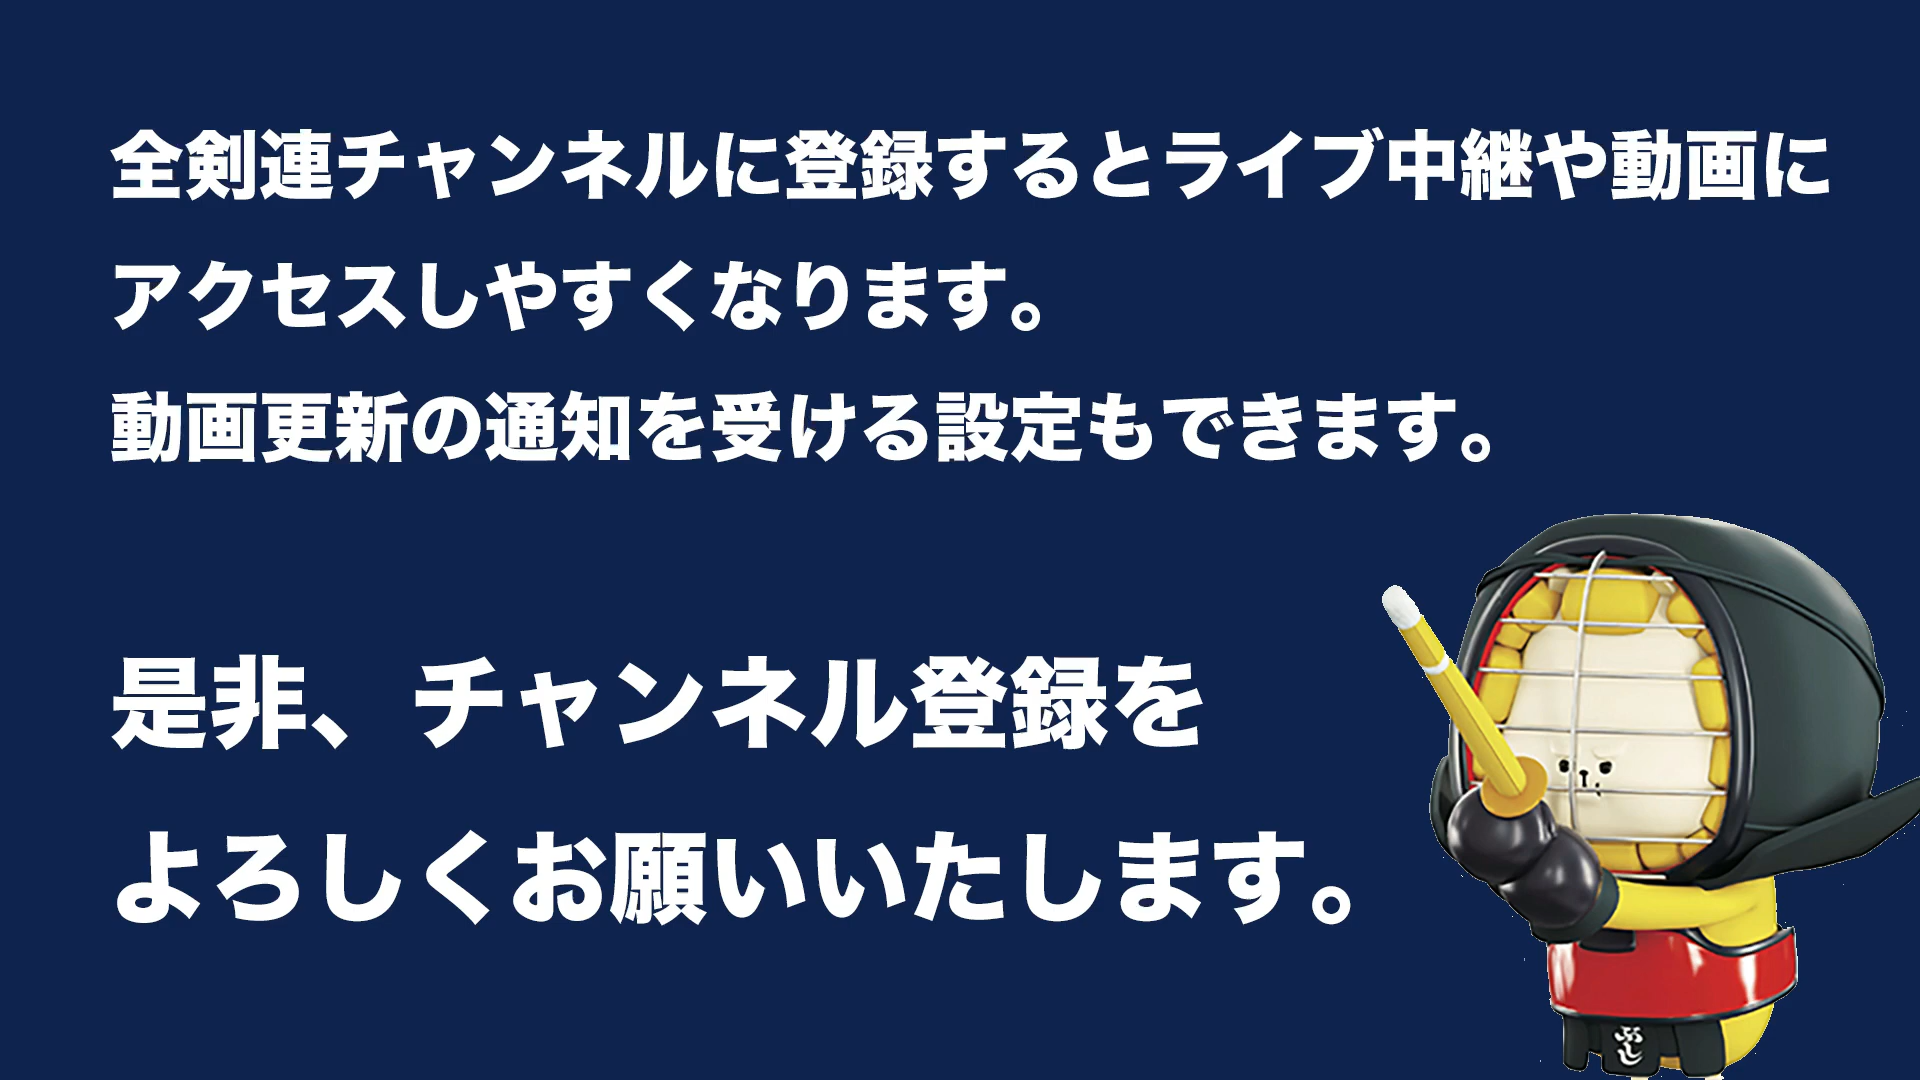 全剣連チャンネルに登録するとライブ中継や動画に
アクセスしやすくなります。
動画更新の通知を受ける設定もできます。
是非、チャンネル登録を
よろしくお願いいたします。
ぶし